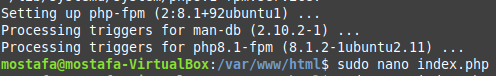 Setting up php-fpm (2:8.1+92ubuntu1) ...
Processing triggers for man-db (2.10.2-1) ...
Processing triggers for php8.1-fpm (8.1.2-1ubuntu2.11) ...
mostafa@mostafa-VirtualBox:/var/www/html$ sudo nano index.php